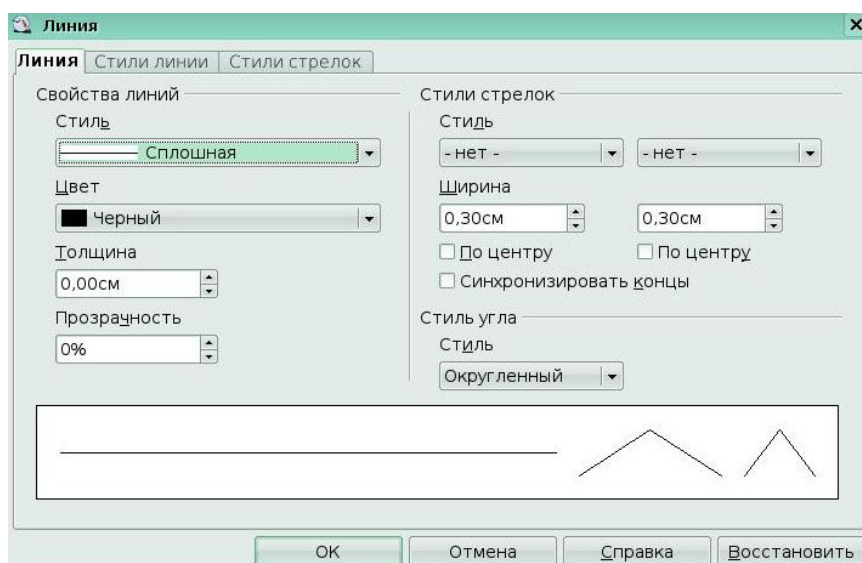 Линия
Линия Стили линии Стили стрелок
Свойства линий
Стиль
Сплошная
Цвет
Черный
Толщина
0,00см
Прозрачность
0%
Стили стрелок
Стиль
- нет - - нет -
Ширина
0,30см 0,30см
По центру По центру
Синхронизировать концы
Стиль угла
Стиль
Округленный
OK Отмена Справка Восстановить